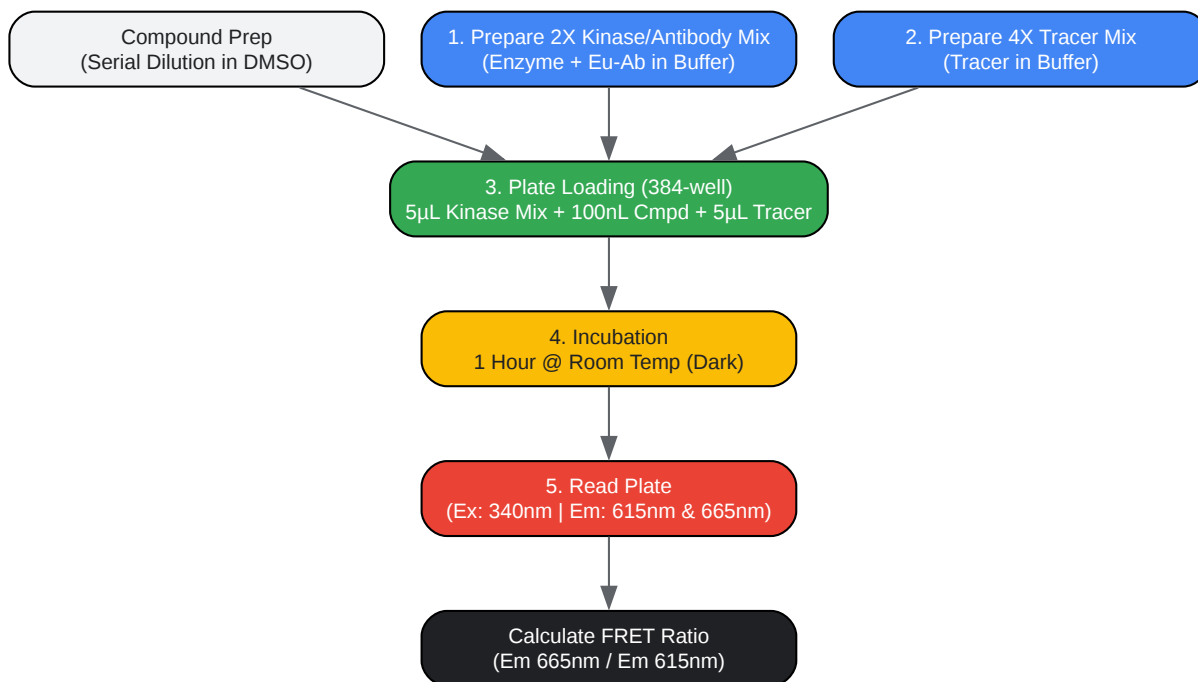 Compound Prep
(Serial Dilution in DMSO)
1. Prepare 2X Kinase/Antibody Mix
(Enzyme + Eu-Ab in Buffer)
2. Prepare 4X Tracer Mix
(Tracer in Buffer)
3. Plate Loading (384-well)
5µL Kinase Mix + 100nL Cmpd + 5µL Tracer
4. Incubation
1 Hour @ Room Temp (Dark)
5. Read Plate
(Ex: 340nm | Em: 615nm & 665nm)
Calculate FRET Ratio
(Em 665nm / Em 615nm)